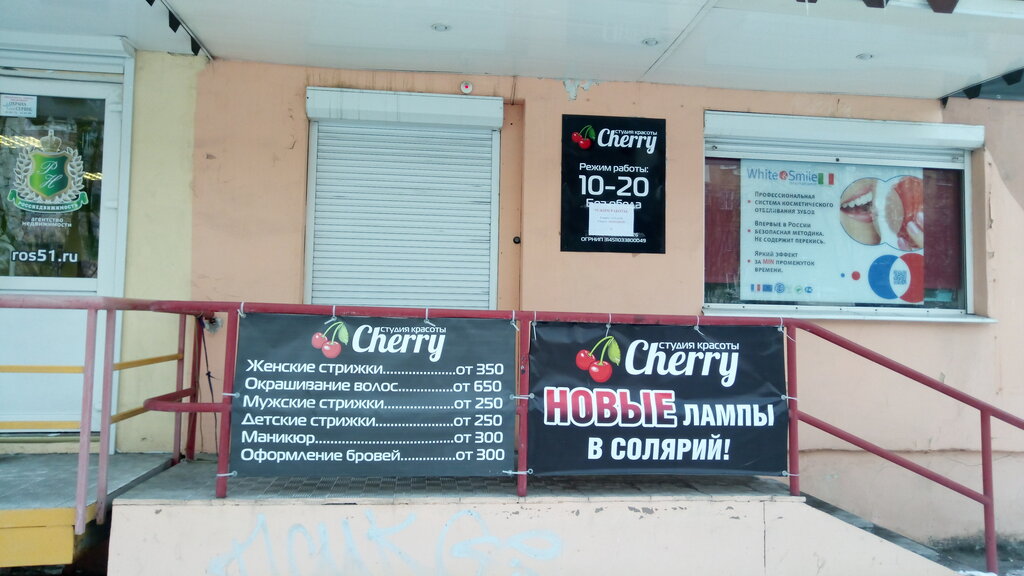 РОСНЕДВИЖИМОСТЬ
агентство
недвижимости
ros51.ru
студия красоты
Cherry
Режим работы:
10-20
Без обеда
White Smile
Профессиональная
система косметического
отбеливания зубов
Впервые в России
безопасная методика.
Не содержит перекись.
Яркий эффект
за MIN промежуток
времени.
студия красоты
Cherry
Женские стрижки..................от 350
Окрашивание волос..............от 650
Мужские стрижки.................от 250
Детские стрижки...................от 250
Маникюр..................................от 300
Оформление бровей..............от 300
студия красоты
Cherry
НОВЫЕ ЛАМПЫ
В СОЛЯРИЙ!